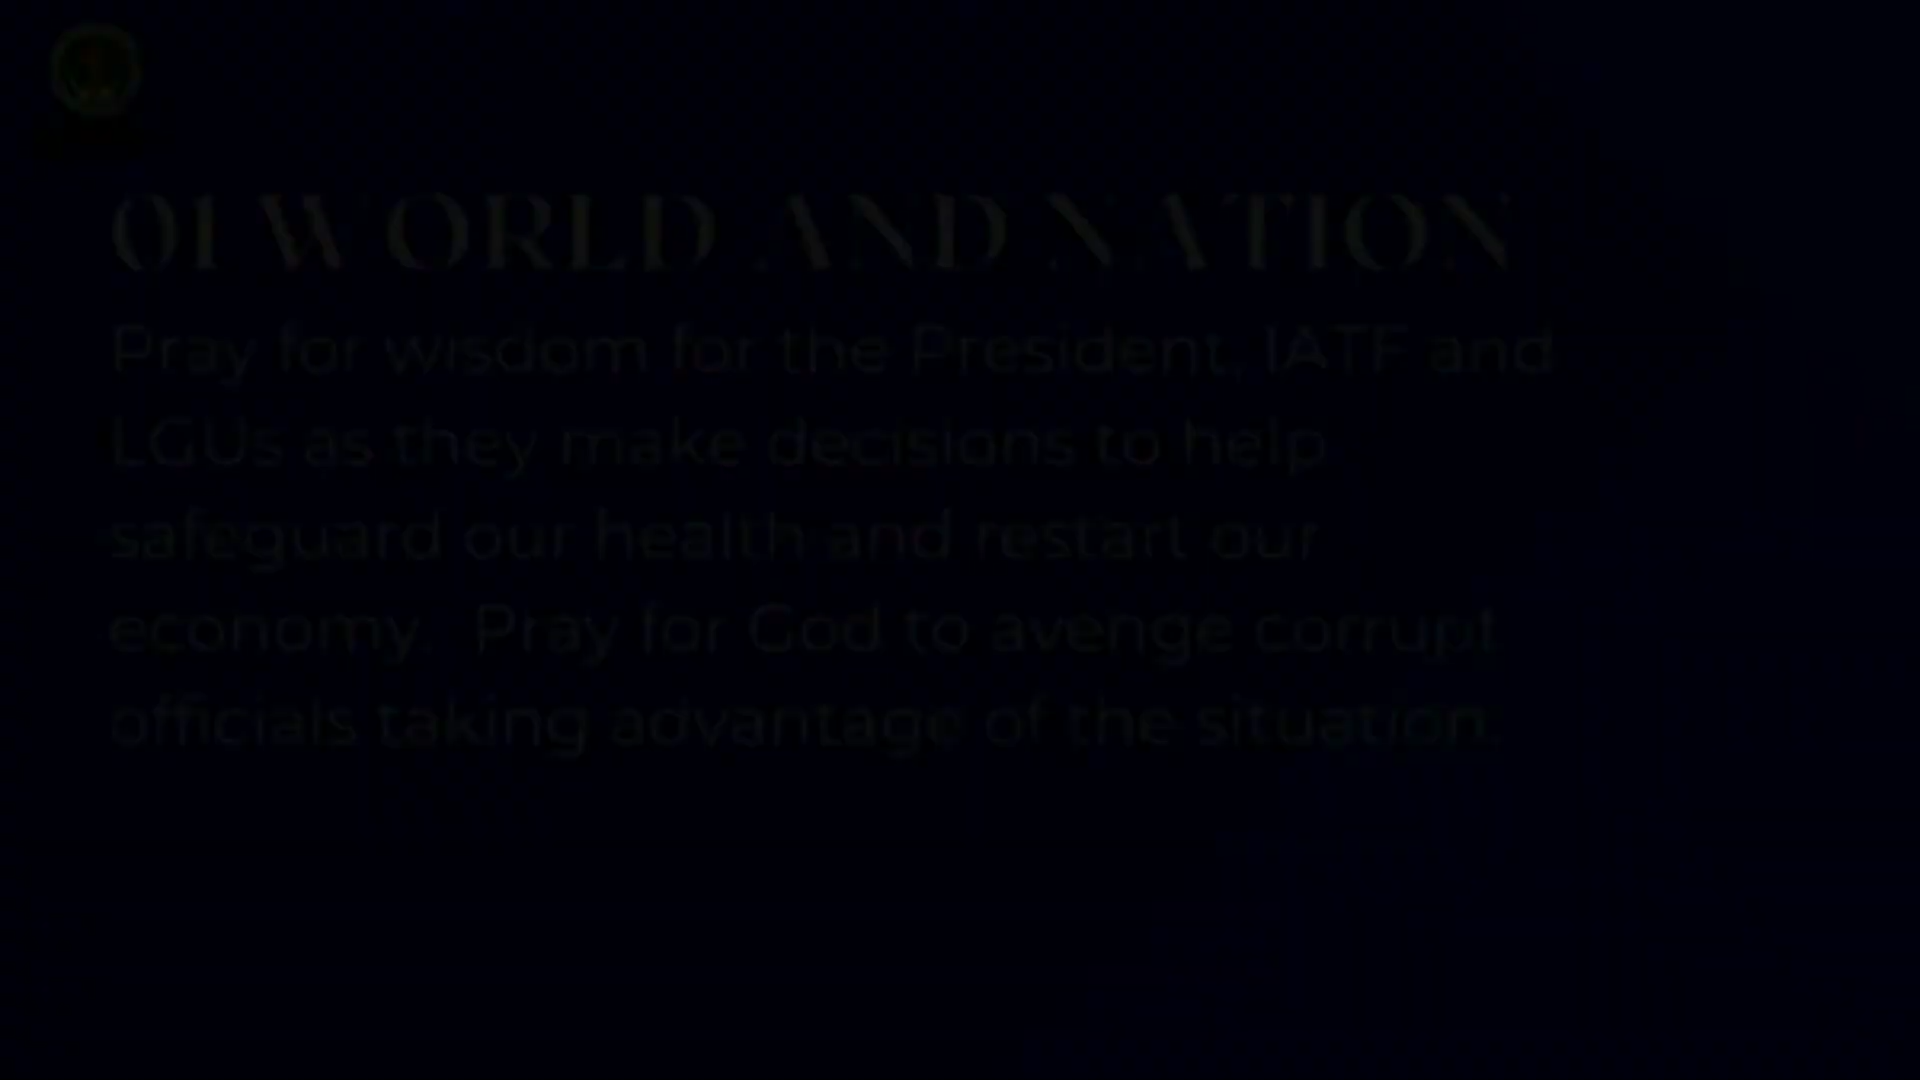 01 WORLD AND NATION
Pray for wisdom for the President, IATF and
LGUs as they make decisions to help
safeguard our health and restart our
economy.  Pray for God to avenge corrupt
officials taking advantage of the situation.